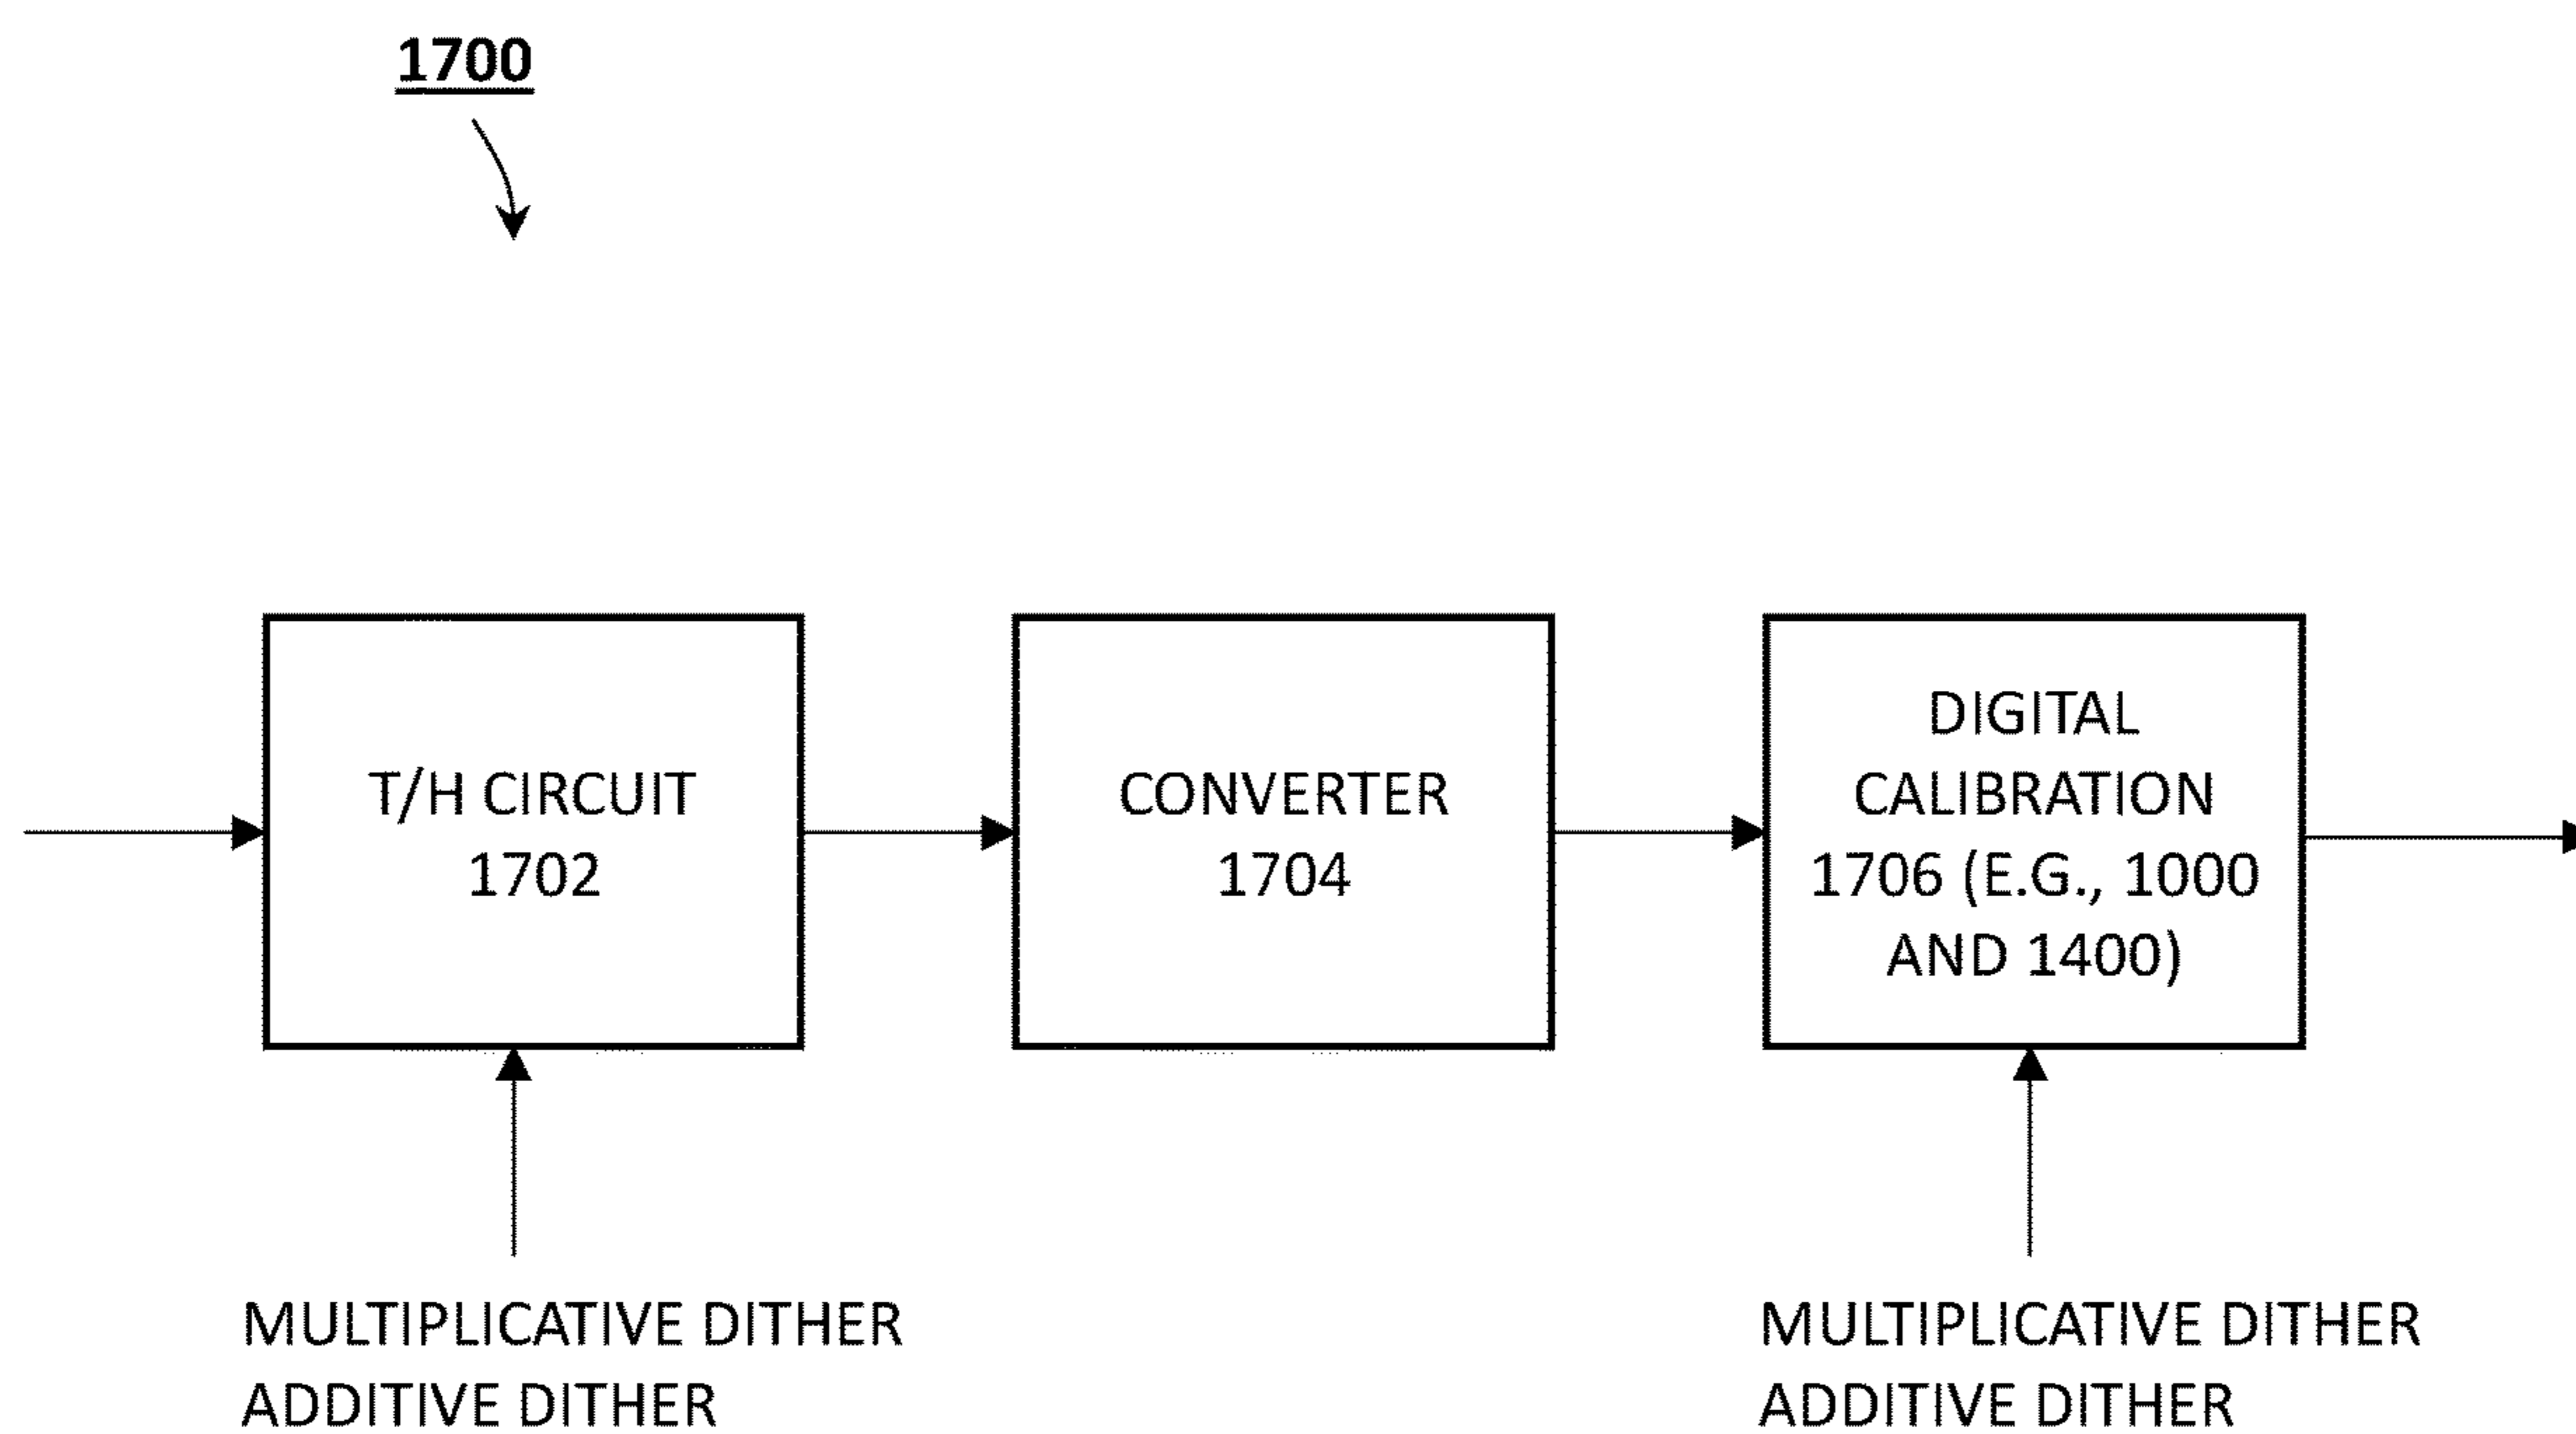 1700
T/H CIRCUIT
1702
CONVERTER
1704
DIGITAL
CALIBRATION
1706 (E.G., 1000
AND 1400)
MULTIPLICATIVE DITHER
ADDITIVE DITHER
MULTIPLICATIVE DITHER
ADDITIVE DITHER